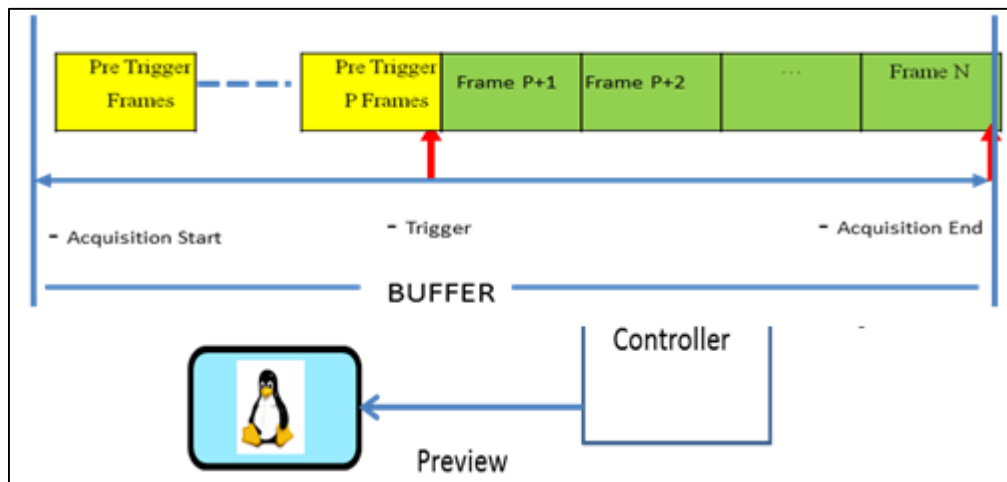 Pre Trigger
Frames
Pre Trigger
P Frames
Frame P+1
Frame P+2
...
Frame N
- Acquisition Start
- Trigger
- Acquisition End
BUFFER
Controller
Preview